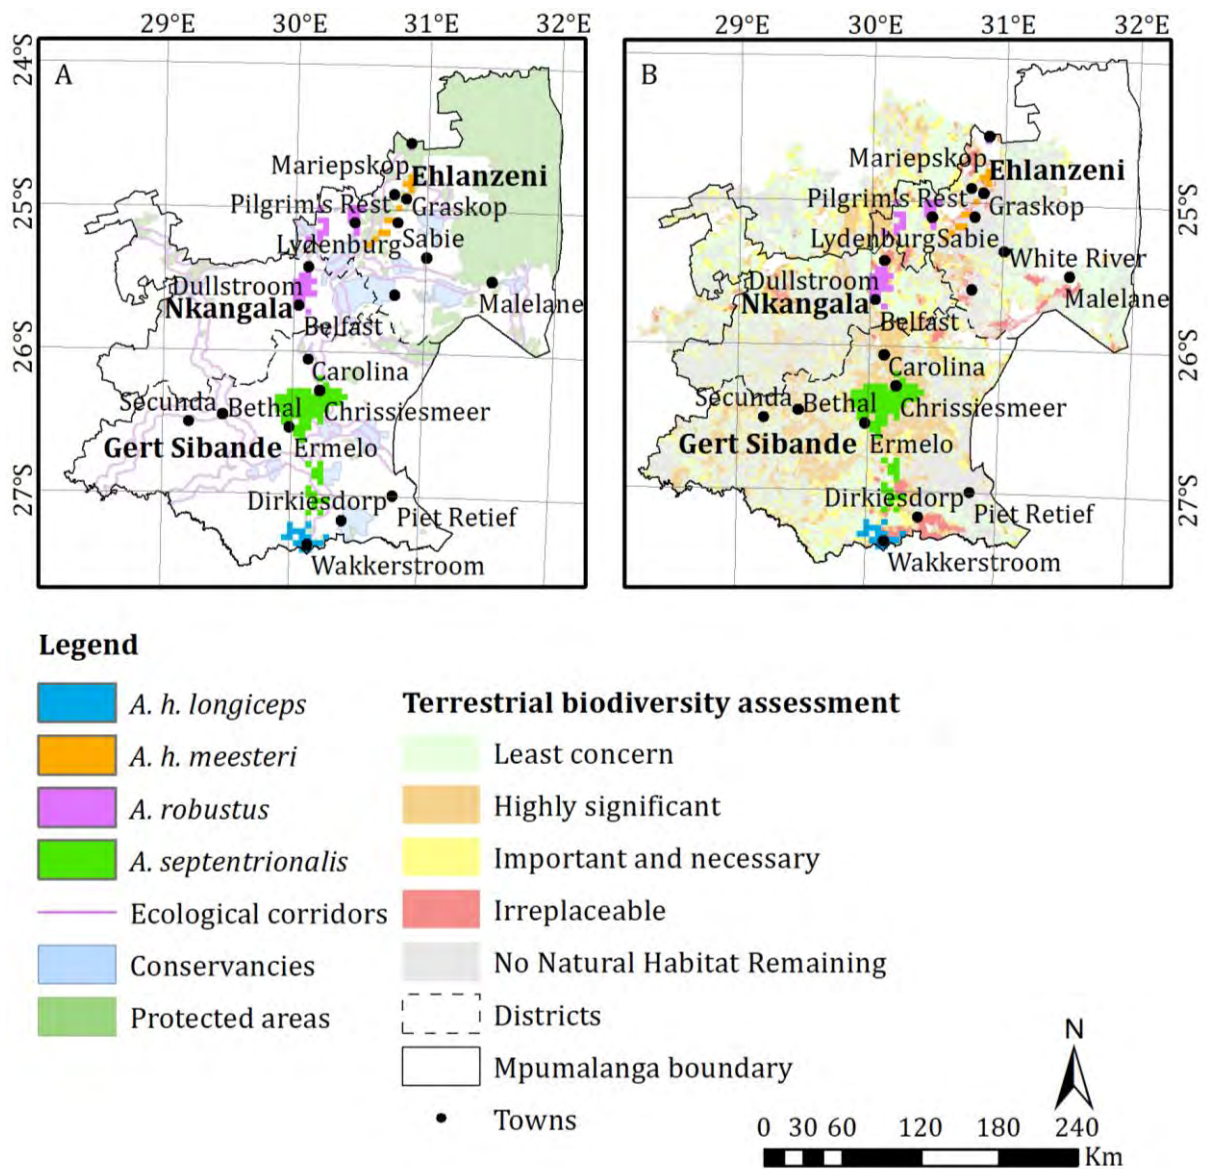 29°E 30°E 31°E 32°E
24°S
25°S
26°S
27°S
A
Mariepskop
Ehlanzeni
Pilgrim's Rest
Graskop
Lydenburg
Sabie
Dullstroom
Nkangala
Malelane
Belfast
Carolina
Secunda
Bethal
Chrissiesmeer
Gert Sibande
Ermelo
Dirkiesdorp
Piet Retief
Wakkerstroom
29°E 30°E 31°E 32°E
B
Mariepskop
Ehlanzeni
Pilgrim's Rest
Graskop
Lydenburg
Sabie
White River
Dullstroom
Nkangala
Malelane
Belfast
Carolina
Secunda
Bethal
Chrissiesmeer
Gert Sibande
Ermelo
Dirkiesdorp
Piet Retief
Wakkerstroom
25°S
26°S
27°S
Legend
A. h. longiceps
A. h. meesteri
A. robustus
A. septentrionalis
Ecological corridors
Conservancies
Protected areas
Terrestrial biodiversity assessment
Least concern
Highly significant
Important and necessary
Irreplaceable
No Natural Habitat Remaining
Districts
Mpumalanga boundary
Towns
N
0 30 60 120 180 240
Km